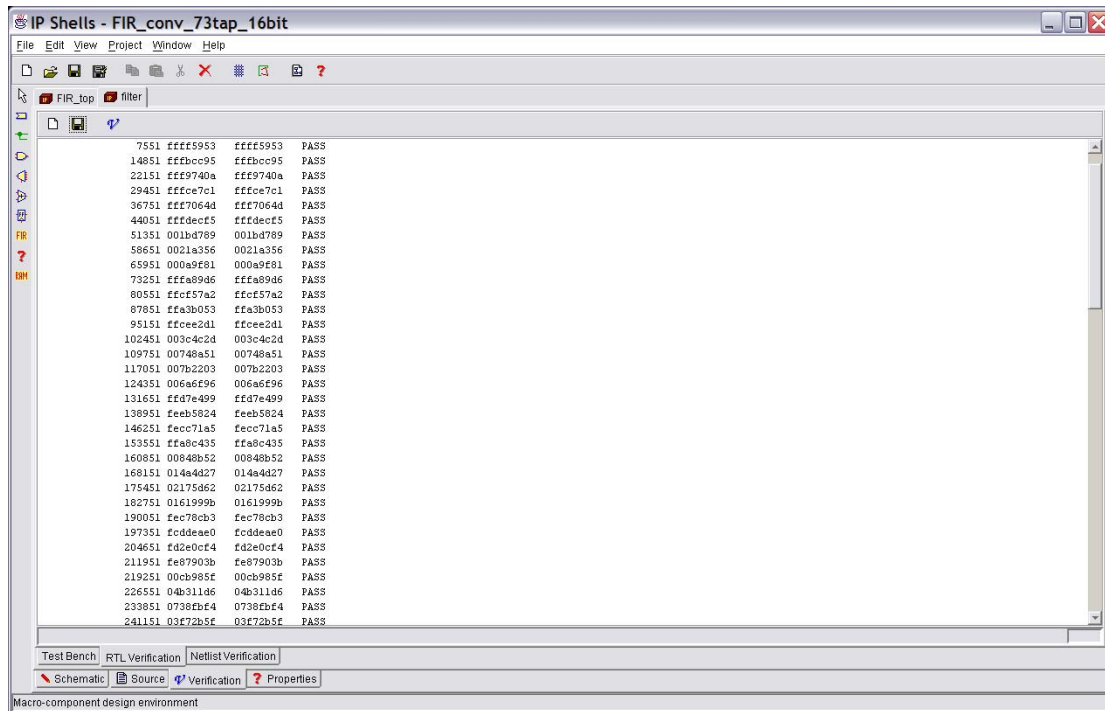 IP Shells - FIR_conv_73tap_16bit
File Edit View Project Window Help
FIR_top filter
7551 ffff5953 ffff5953 PASS
14851 fffbcc95 fffbcc95 PASS
22151 fff9740a fff9740a PASS
29451 fffce7c1 fffce7c1 PASS
36751 fff7064d fff7064d PASS
44051 fffdecf5 fffdecf5 PASS
51351 001bd789 001bd789 PASS
58651 0021a356 0021a356 PASS
65951 000a9f81 000a9f81 PASS
73251 fffa89d6 fffa89d6 PASS
80551 ffcf57a2 ffcf57a2 PASS
87851 ffa3b053 ffa3b053 PASS
95151 ffcee2d1 ffcee2d1 PASS
102451 003c4c2d 003c4c2d PASS
109751 00748a51 00748a51 PASS
117051 007b2203 007b2203 PASS
124351 006a6f96 006a6f96 PASS
131651 ffd7e499 ffd7e499 PASS
138951 feeb5824 feeb5824 PASS
146251 fecc71a5 fecc71a5 PASS
153551 ffa8c435 ffa8c435 PASS
160851 00848b52 00848b52 PASS
168151 014a4d27 014a4d27 PASS
175451 02175d62 02175d62 PASS
182751 0161999b 0161999b PASS
190051 fec78cb3 fec78cb3 PASS
197351 fcddeae0 fcddeae0 PASS
204651 fd2e0cf4 fd2e0cf4 PASS
211951 fe87903b fe87903b PASS
219251 00cb985f 00cb985f PASS
226551 04b311d6 04b311d6 PASS
233851 0738fbf4 0738fbf4 PASS
241151 03f72b5f 03f72b5f PASS
FIR
?
RAM
Test Bench RTL Verification Netlist Verification
Schematic Source Verification ? Properties
Macro-component design environment